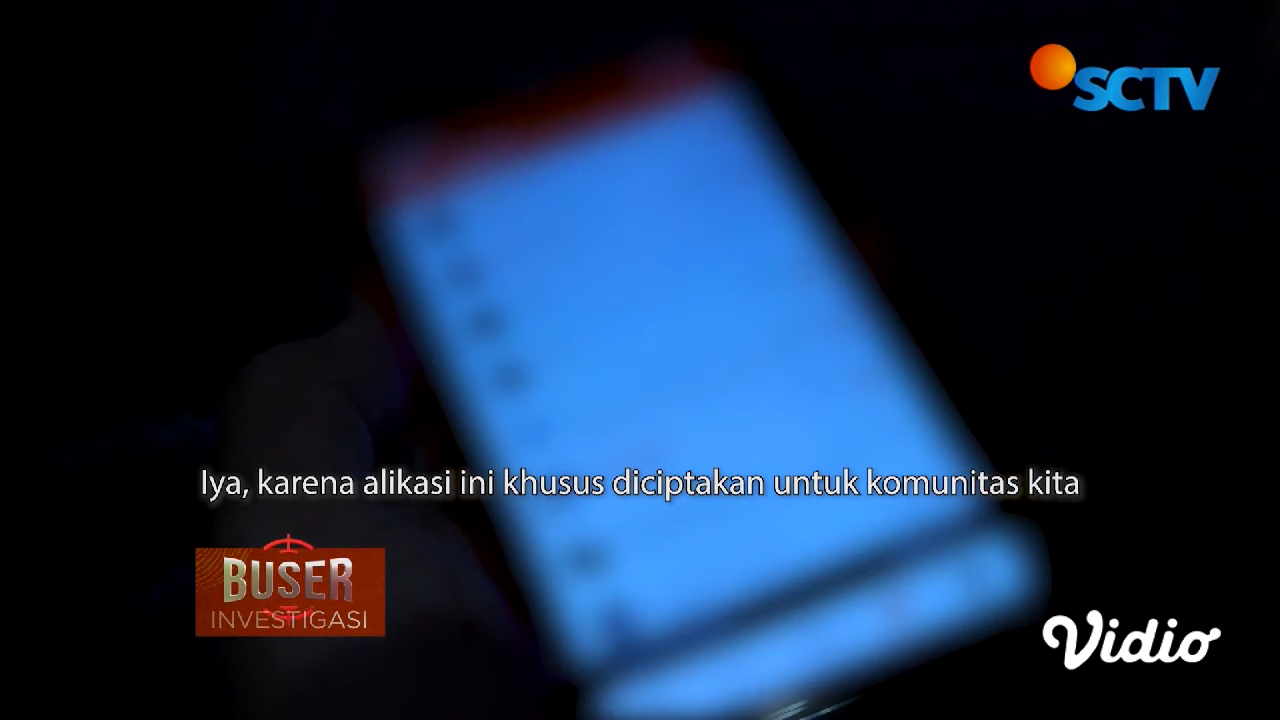 SCTV
Iya, karena alikasi ini khusus diciptakan untuk komunitas kita
BUSER
INVESTIGASI
Vidio